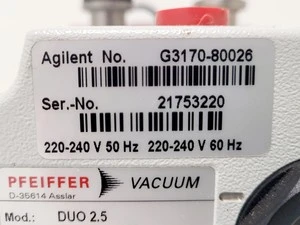 Agilent No. G3170-80026
Ser.-No. 21753220
220-240 V 50 Hz 220-240 V 60 Hz
PFEIFFER VACUUM
D-35614 Asslar
Mod.: DUO 2.5